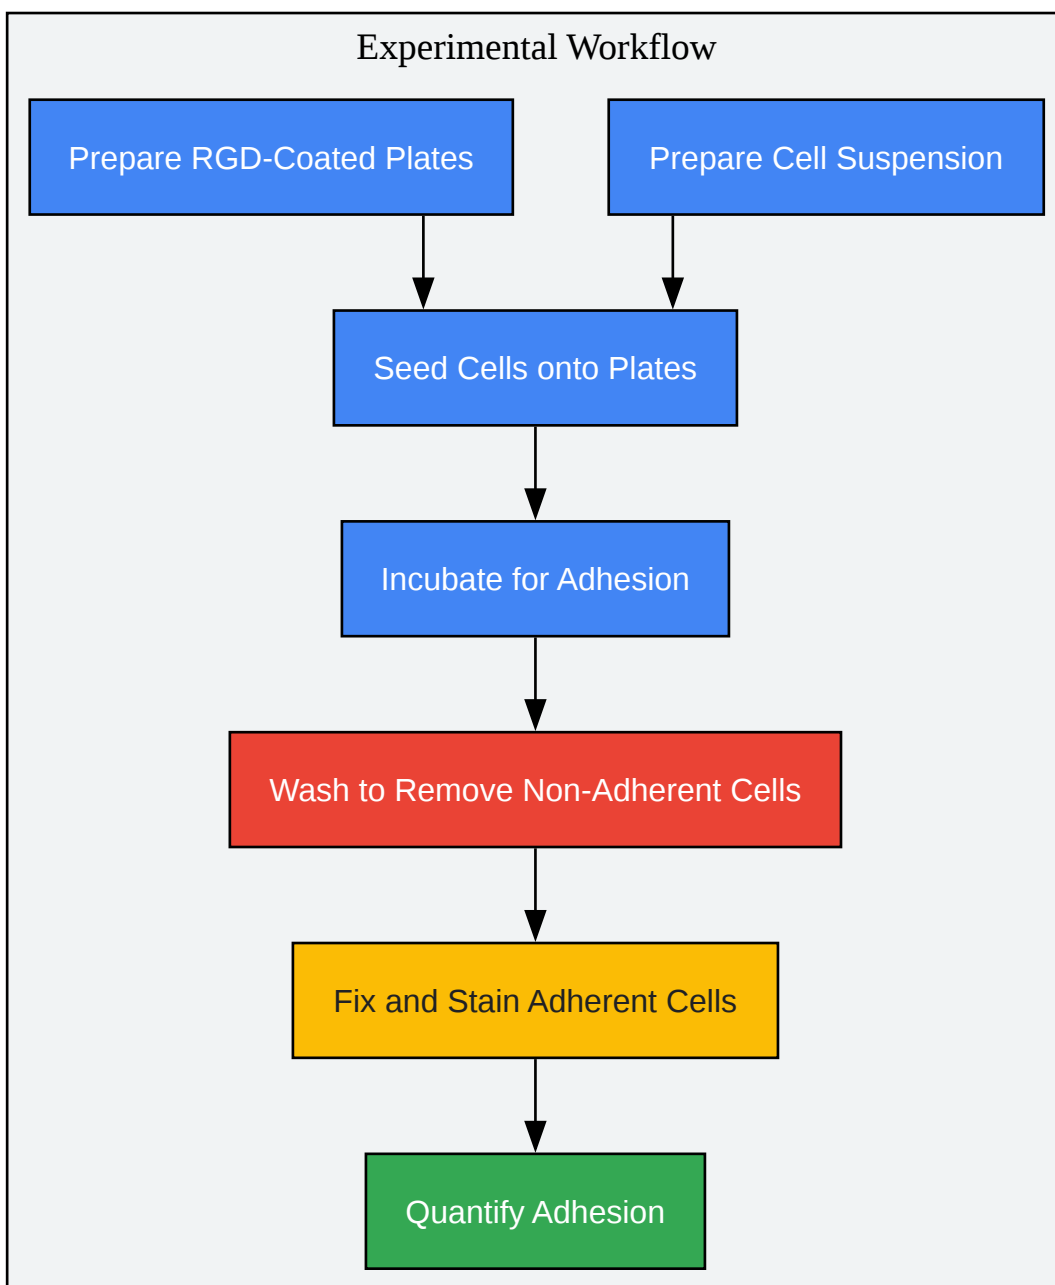 Experimental Workflow
Prepare RGD-Coated Plates
Prepare Cell Suspension
Seed Cells onto Plates
Incubate for Adhesion
Wash to Remove Non-Adherent Cells
Fix and Stain Adherent Cells
Quantify Adhesion